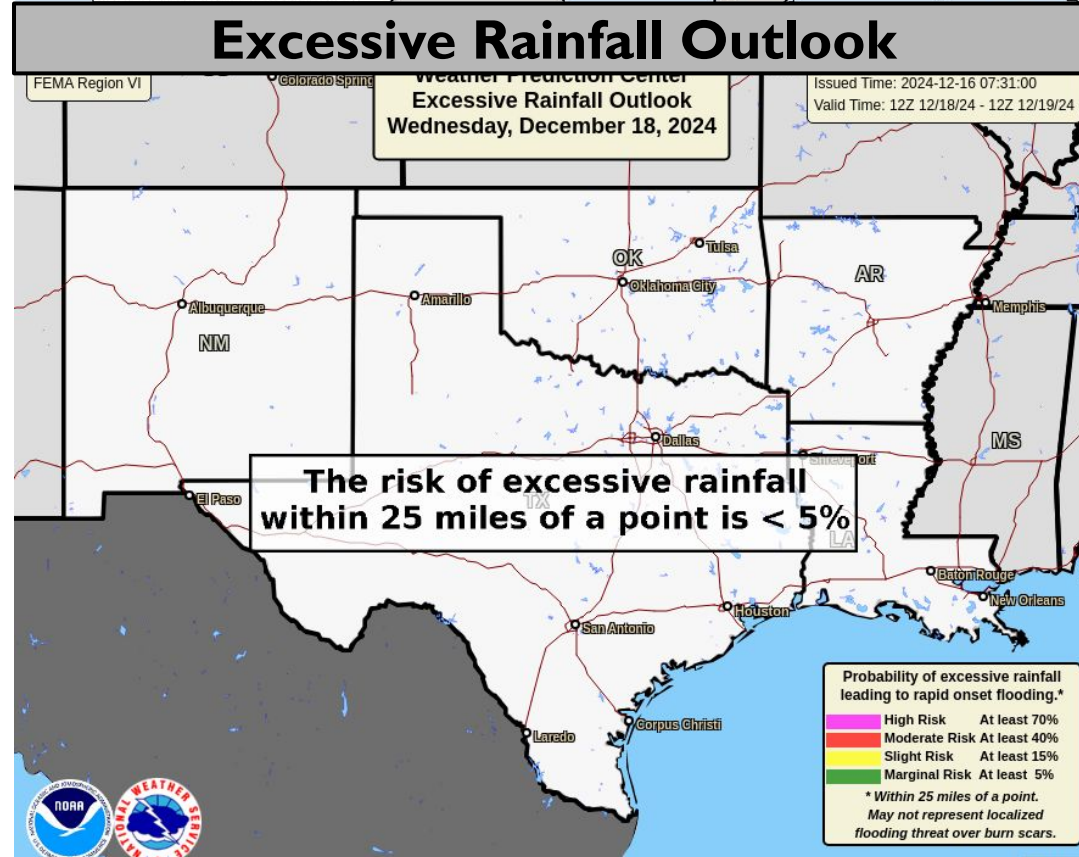 Excessive Rainfall Outlook
FEMA Region VI
Weather Prediction Center
Excessive Rainfall Outlook
Wednesday, December 18, 2024
Issued Time: 2024-12-16 07:31:00
Valid Time: 12Z 12/18/24 - 12Z 12/19/24
Colorado Spring
Tulsa
OK
Oklahoma City
AR
Albuquerque
Amarillo
Memphis
NM
Dallas
MS
Shreveport
The risk of excessive rainfall
within 25 miles of a point is < 5%
TX
LA
El Paso
Baton Rouge
New Orleans
Houston
San Antonio
Corpus Christi
Laredo
Probability of excessive rainfall
leading to rapid onset flooding.*
High Risk At least 70%
Moderate Risk At least 40%
Slight Risk At least 15%
Marginal Risk At least 5%
* Within 25 miles of a point.
May not represent localized
flooding threat over burn scars.
NOAA
NATIONAL WEATHER SERVICE